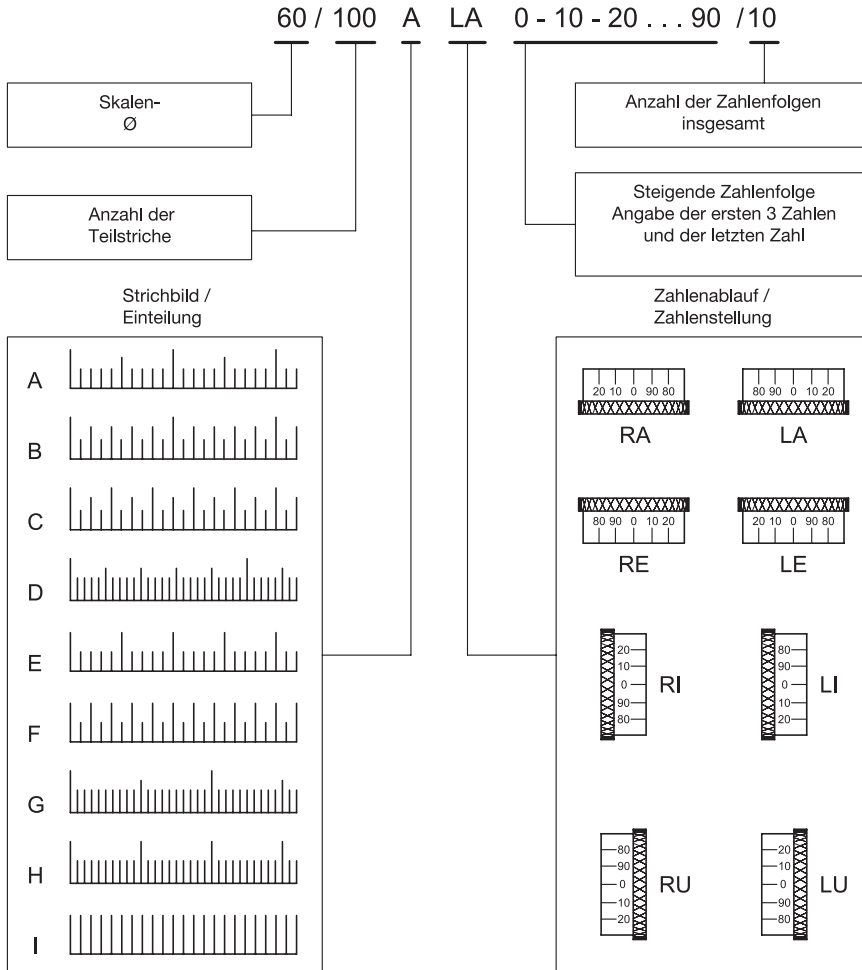 60 / 100 A LA 0 - 10 - 20 . . . 90 / 10
Skalen-
Ø
Anzahl der Zahlenfolgen
insgesamt
Anzahl der
Teilstriche
Steigende Zahlenfolge
Angabe der ersten 3 Zahlen
und der letzten Zahl
Strichbild /
Einteilung
A
B
C
D
E
F
G
H
I
Zahlenablauf /
Zahlenstellung
20 10 0 90 80
RA
80 90 0 10 20
LA
80 90 0 10 20
RE
20 10 0 90 80
LE
20
10
0
90
80
RI
80
90
0
10
20
LI
80
90
0
10
20
RU
20
10
0
90
80
LU